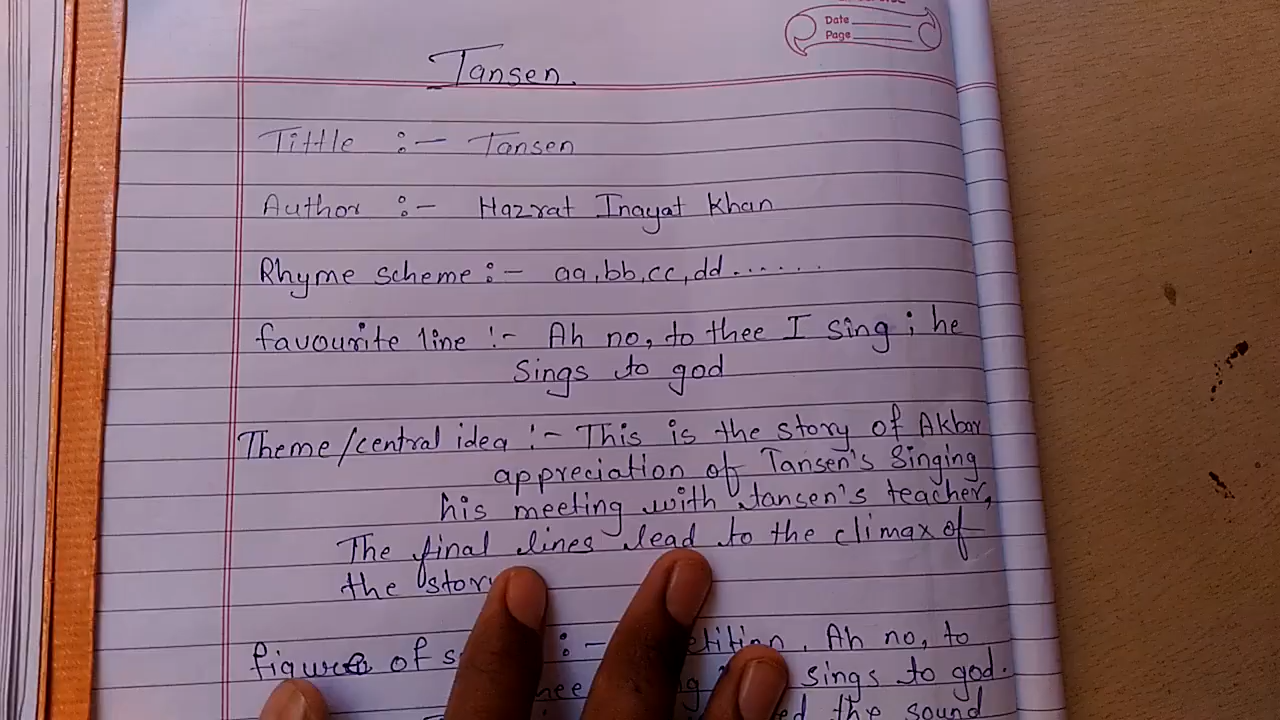 Date
Page
Tansen.
Tittle :- Tansen
Author :- Hazrat Inayat Khan
Rhyme scheme :- aa,bb,cc,dd......
favourite line :- Ah no, to thee I sing ; he
Sings to god
Theme/central idea :- This is the story of Akbar
appreciation of Tansen's Singing
his meeting with tansen's teacher,
The final lines lead to the climax of
the
figure of :- Ah no, to
sings to god.
the sound